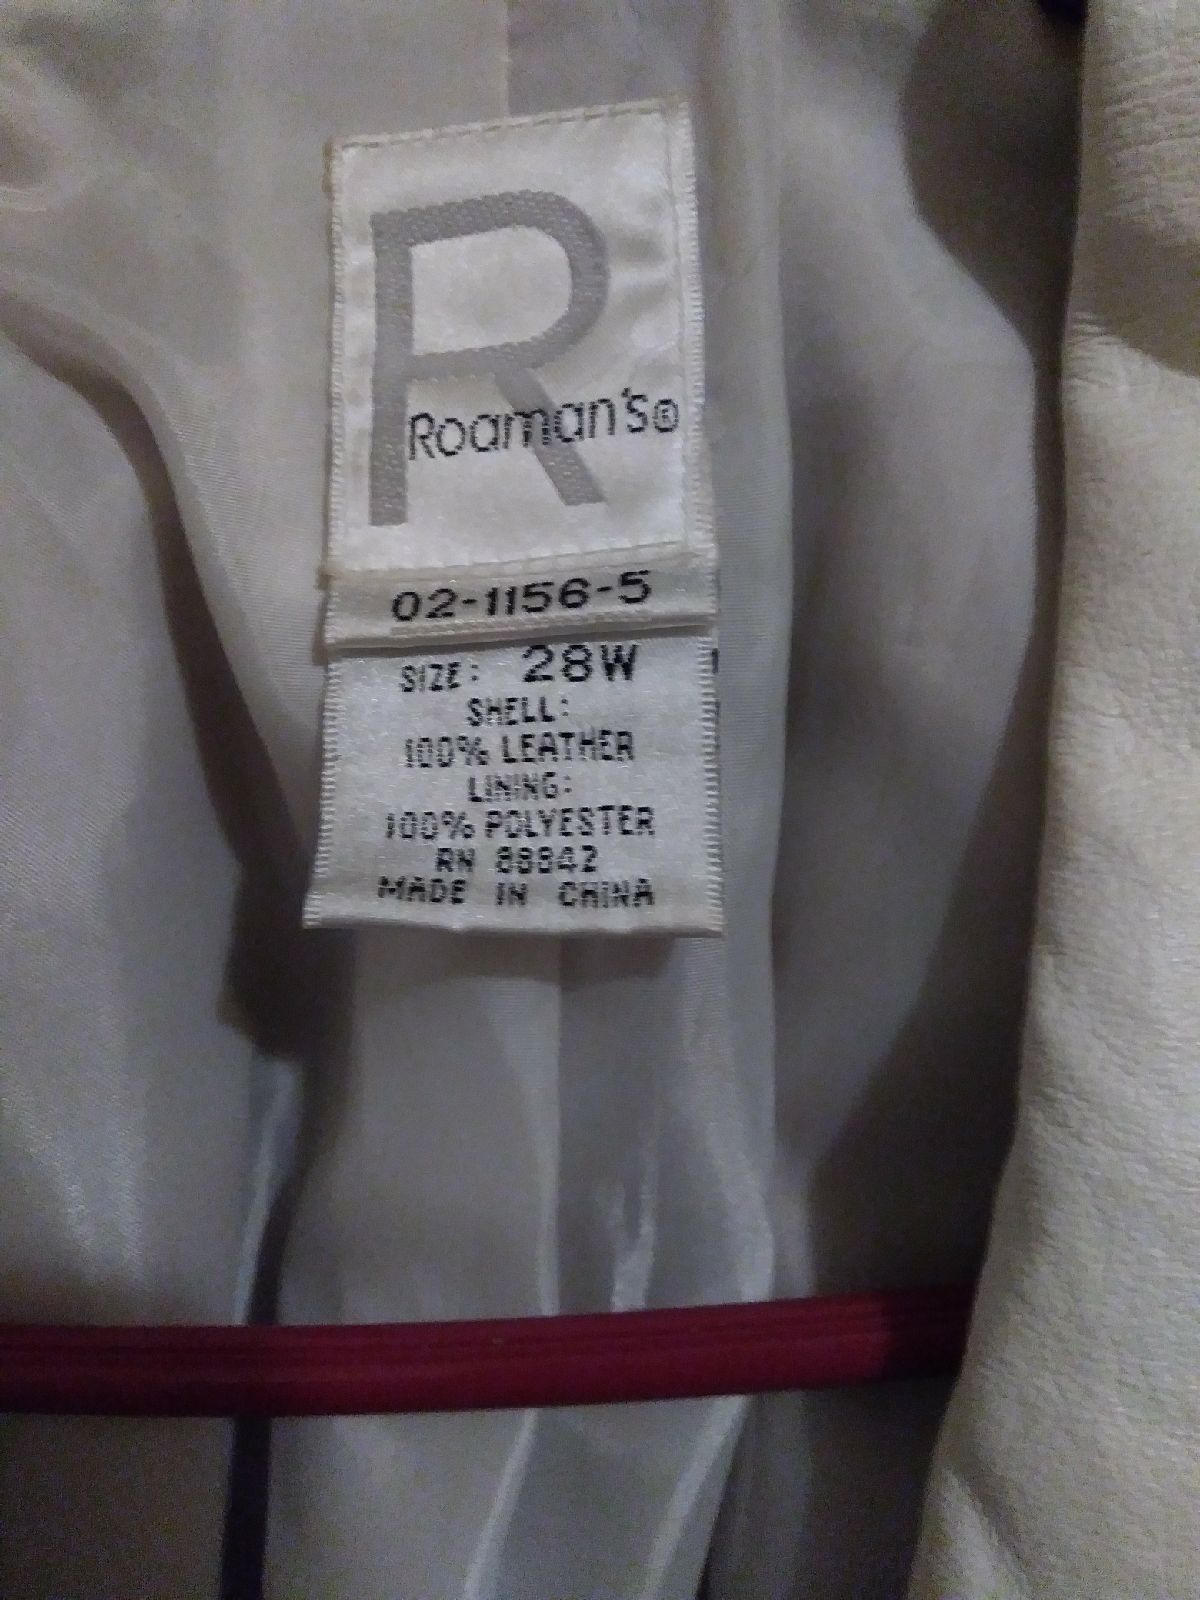 R
Roaman's®
02-1156-5
SIZE: 28W
SHELL:
100% LEATHER
LINING:
100% POLYESTER
RN 88842
MADE IN CHINA